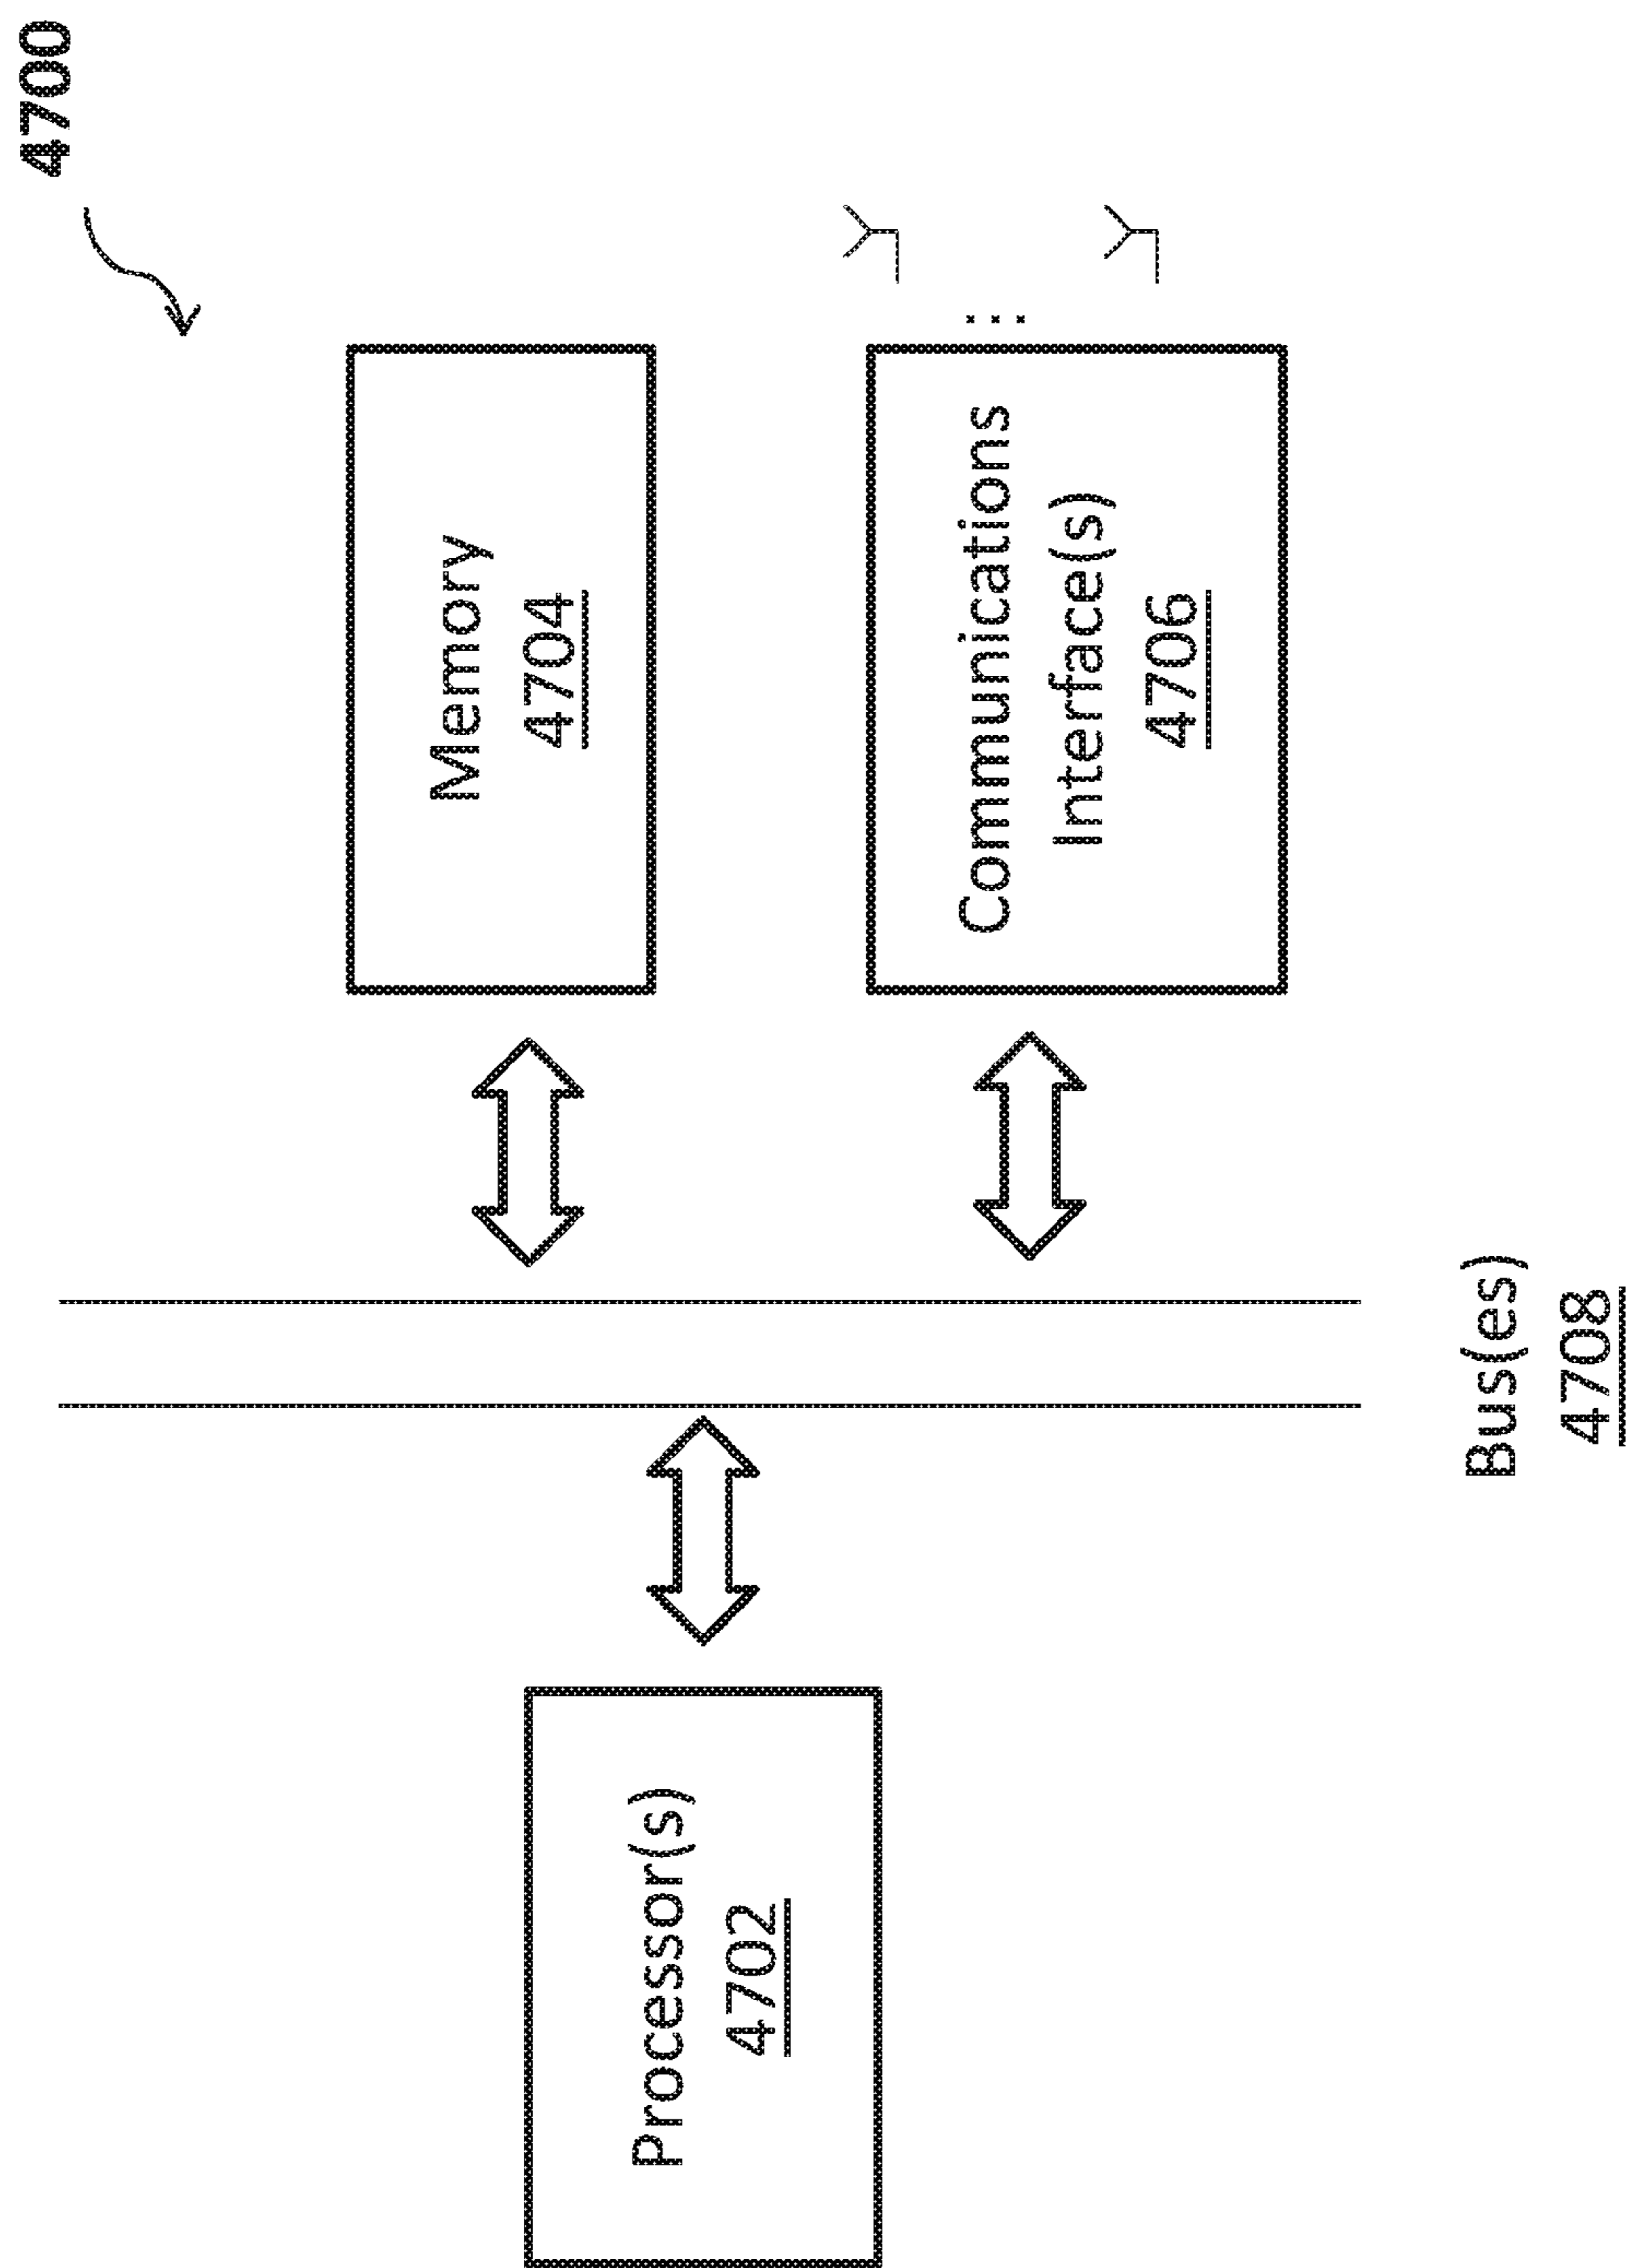 4700
Memory
4704
Processor(s)
4702
Communications
Interface(s)
4706
Bus(es)
4708